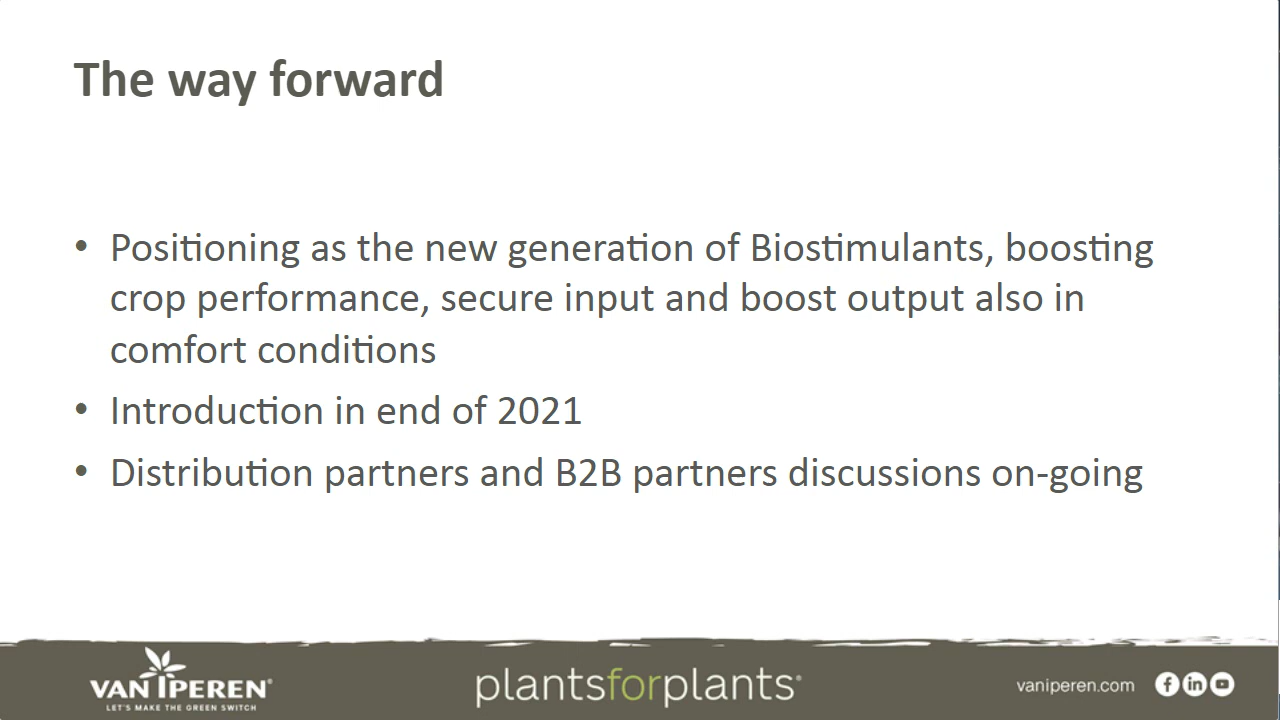 The way forward
• Positioning as the new generation of Biostimulants, boosting
crop performance, secure input and boost output also in
comfort conditions
• Introduction in end of 2021
• Distribution partners and B2B partners discussions on-going
VAN IPEREN®
LET'S MAKE THE GREEN SWITCH
plantsforplants®
vaniperen.com